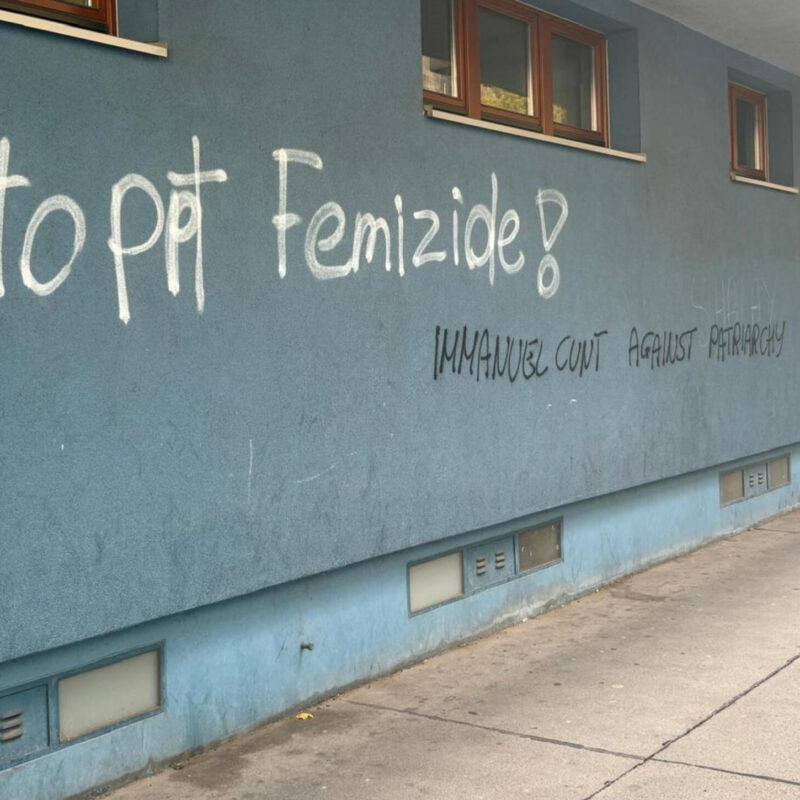 toppt Femizide!
IMMANUEL CUNT AGAINST PATRIARCHY